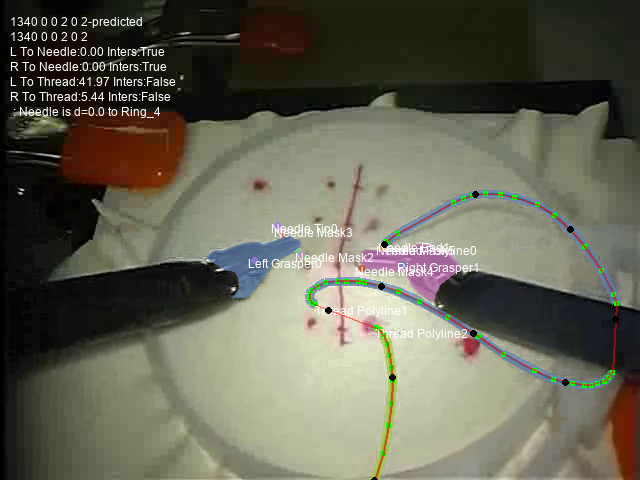 1340 0 0 2 0 2-predicted
1340 0 0 2 0 2
L To Needle:0.00 Inters:True
R To Needle:0.00 Inters:True
L To Thread:41.97 Inters:False
R To Thread:5.44 Inters:False
: Needle is d=0.0 to Ring_4
Needle Tip0
Needle Mask3
Needle Mask2
Left Grasper0
Right Grasper1
Needle Mask4
Thread Polyline1
Thread Polyline2